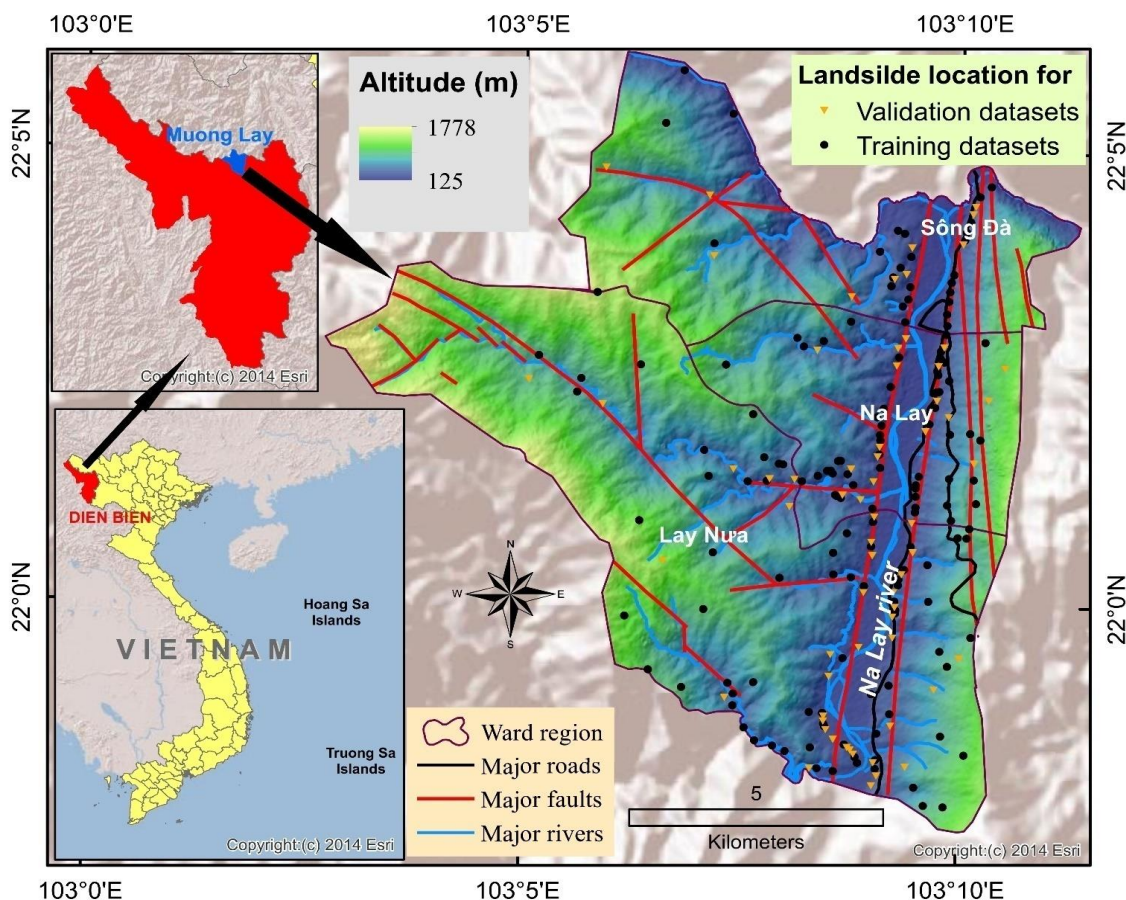 103°0'E
103°5'E
103°10'E
22°5'N
22°0'N
Muong Lay
Copyright:(c) 2014 Esri
Altitude (m)
1778
125
Landsilde location for
Validation datasets
Training datasets
22°5'N
22°0'N
Sông Đà
Na Lay
Lay Nưa
Na Lay river
N
W
E
S
DIEN BIEN
Hoang Sa
Islands
VIETNAM
Truong Sa
Islands
Copyright:(c) 2014 Esri
Ward region
Major roads
Major faults
Major rivers
5
Kilometers
Copyright:(c) 2014 Esri
103°0'E
103°5'E
103°10'E